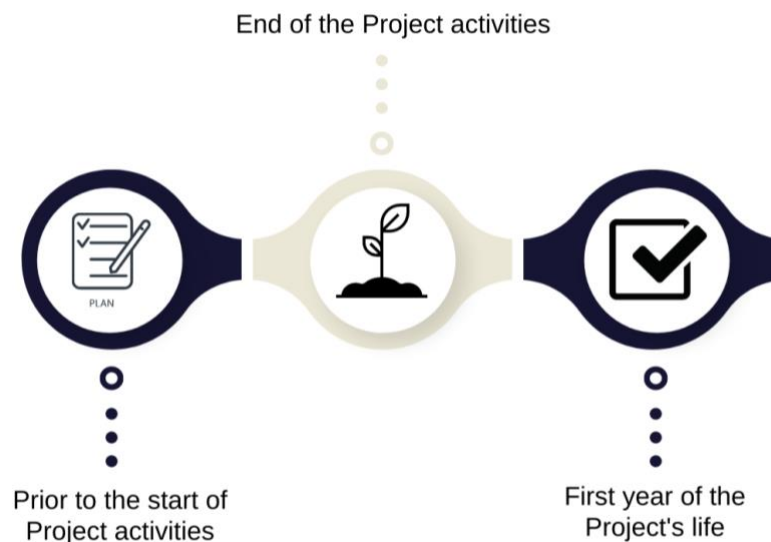 End of the Project activities
PLAN
Prior to the start of
Project activities
First year of the
Project's life